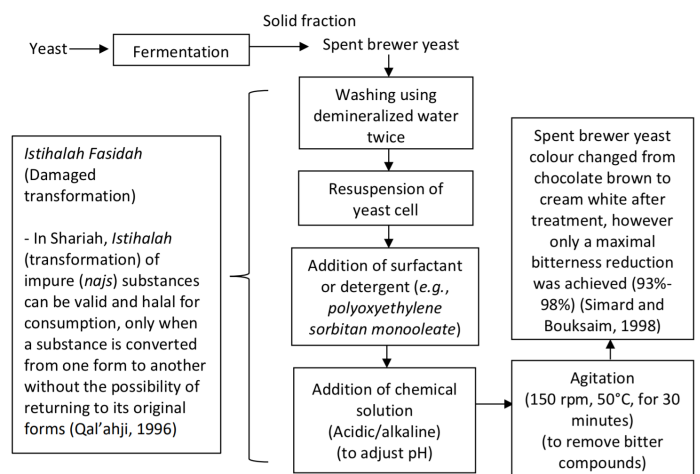 Solid fraction
Yeast
Fermentation
Spent brewer yeast
Washing using
demineralized water
twice
Resuspension of
yeast cell
Addition of surfactant
or detergent (e.g.,
polyoxyethylene
sorbitan monooleate)
Addition of chemical
solution
(Acidic/alkaline)
(to adjust pH)
Istihalah Fasidah
(Damaged
transformation)
- In Shariah, Istihalah
(transformation) of
impure (najs) substances
can be valid and halal for
consumption, only when
a substance is converted
from one form to another
without the possibility of
returning to its original
forms (Qal’ahji, 1996)
Agitation
(150 rpm, 50°C, for 30
minutes)
(to remove bitter
compounds)
Spent brewer yeast
colour changed from
chocolate brown to
cream white after
treatment, however
only a maximal
bitterness reduction
was achieved (93%-
98%) (Simard and
Bouksaim, 1998)